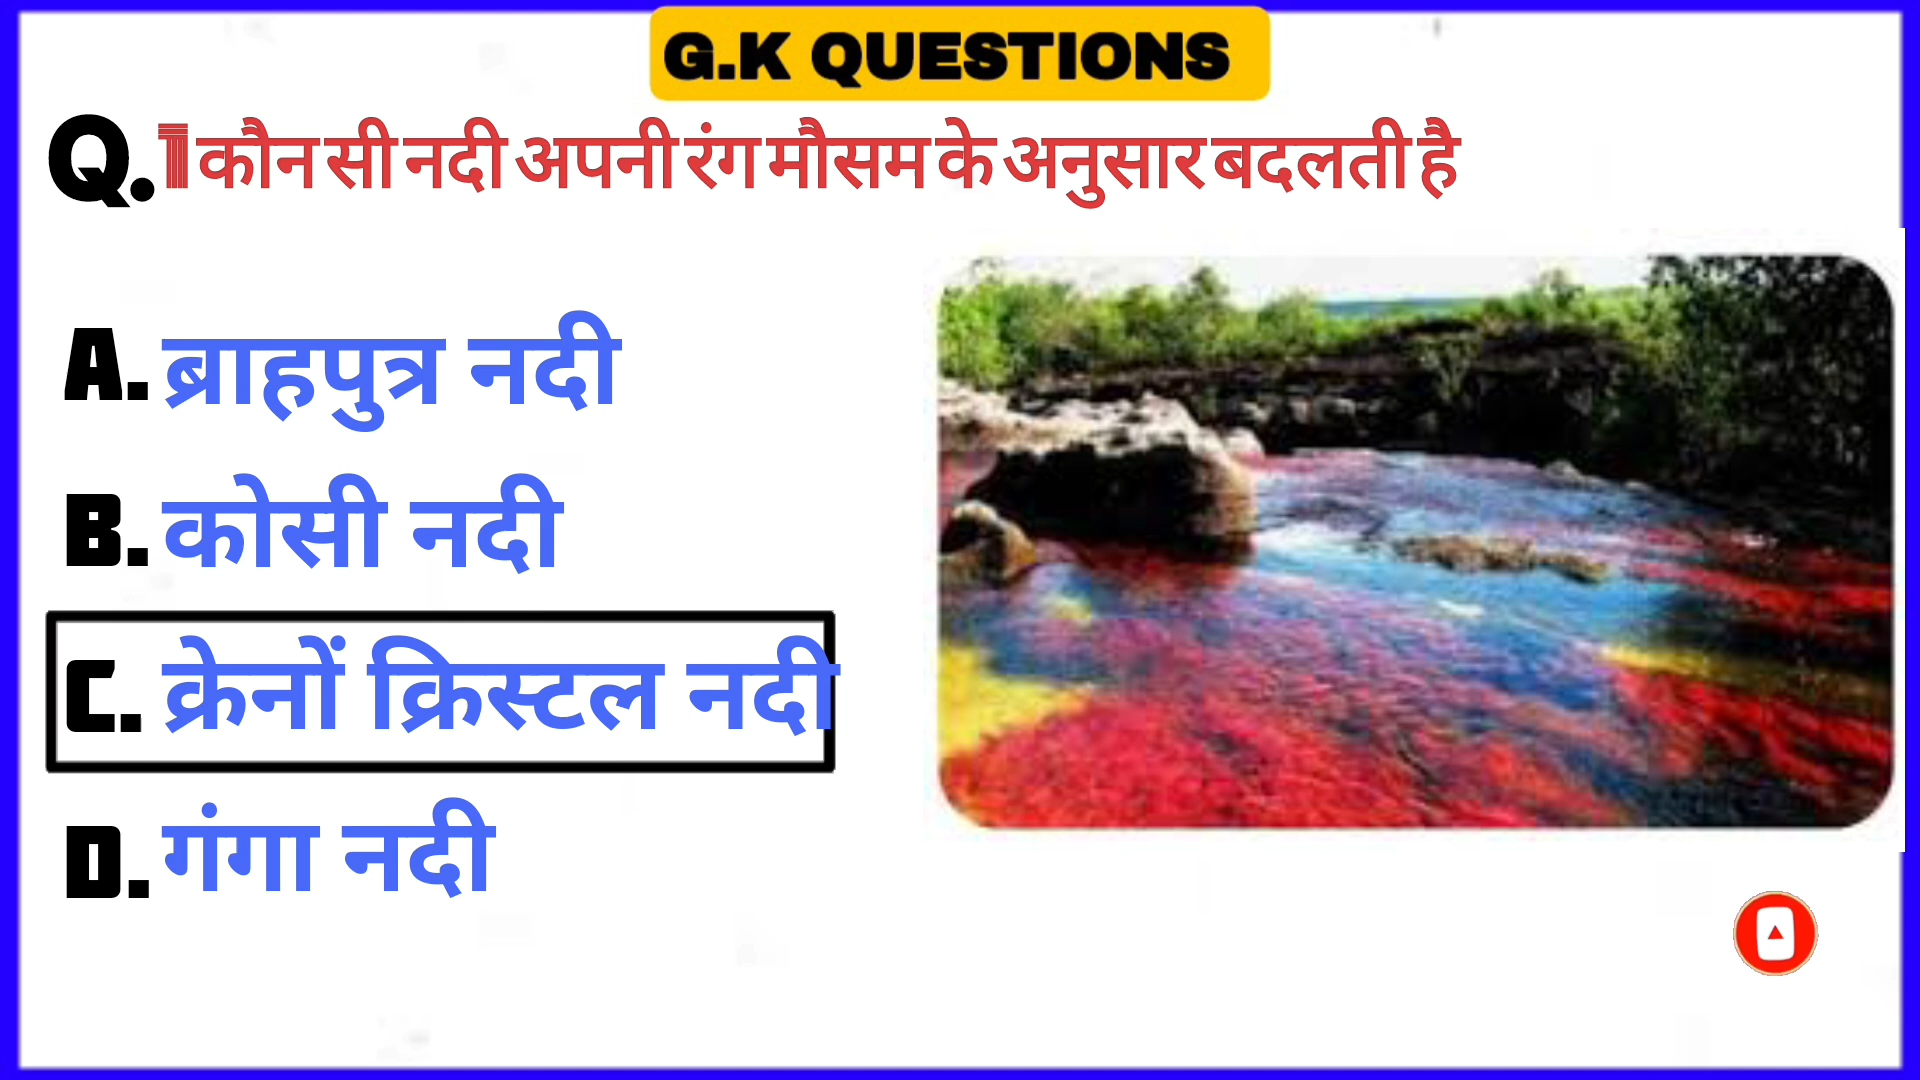 G.K QUESTIONS
Q.1 कौन सी नदी अपनी रंग मौसम के अनुसार बदलती है
A. ब्राहपुत्र नदी
B. कोसी नदी
C. क्रेनों क्रिस्टल नदी
D. गंगा नदी